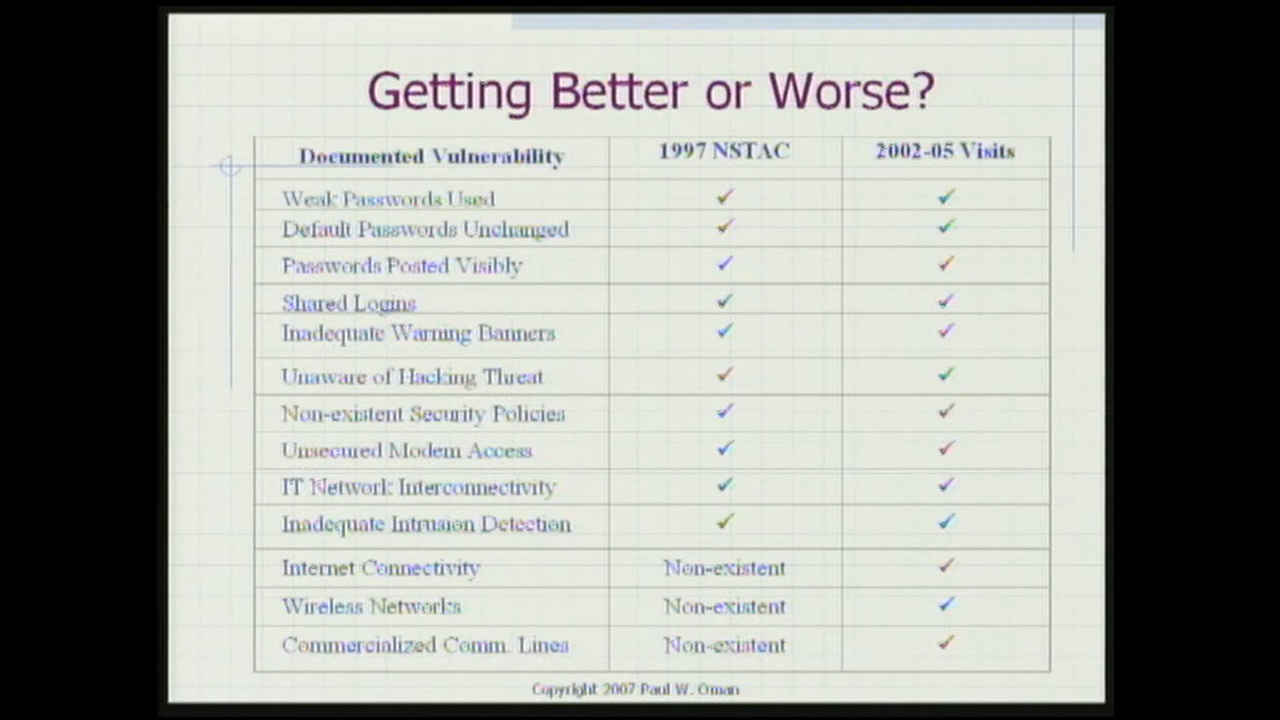 Getting Better or Worse?
Documented Vulnerability 1997 NSTAC 2002-05 Visits
Weak Passwords Used ✓ ✓
Default Passwords Unchanged ✓ ✓
Passwords Posted Visibly ✓ ✓
Shared Logins ✓ ✓
Inadequate Warning Banners ✓ ✓
Unaware of Hacking Threat ✓ ✓
Non-existent Security Policies ✓ ✓
Unsecured Modem Access ✓ ✓
IT Network Interconnectivity ✓ ✓
Inadequate Intrusion Detection ✓ ✓
Internet Connectivity Non-existent ✓
Wireless Networks Non-existent ✓
Commercialized Comm. Lines Non-existent ✓
Copyright 2007 Paul W. Oman